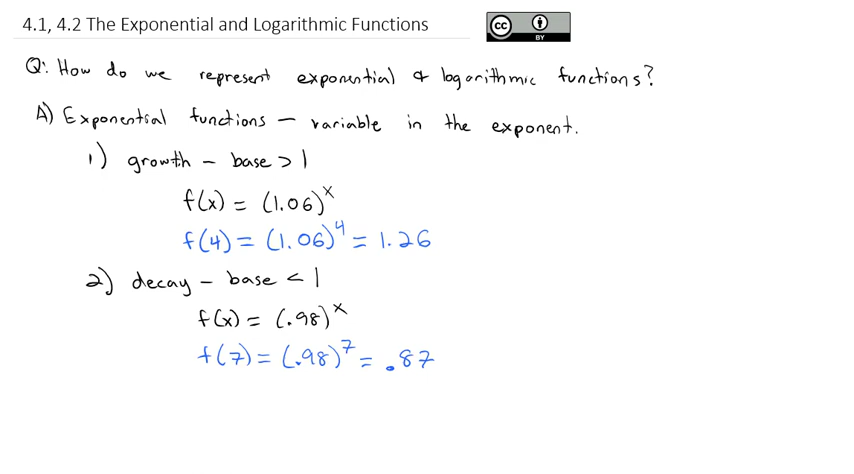 4.1, 4.2 The Exponential and Logarithmic Functions
CC BY
Q: How do we represent exponential & logarithmic functions?
A) Exponential functions – variable in the exponent.
1) growth – base > 1
f(x) = (1.06)^x
f(4) = (1.06)^4 = 1.26
2) decay – base < 1
f(x) = (.98)^x
f(7) = (.98)^7 = .87